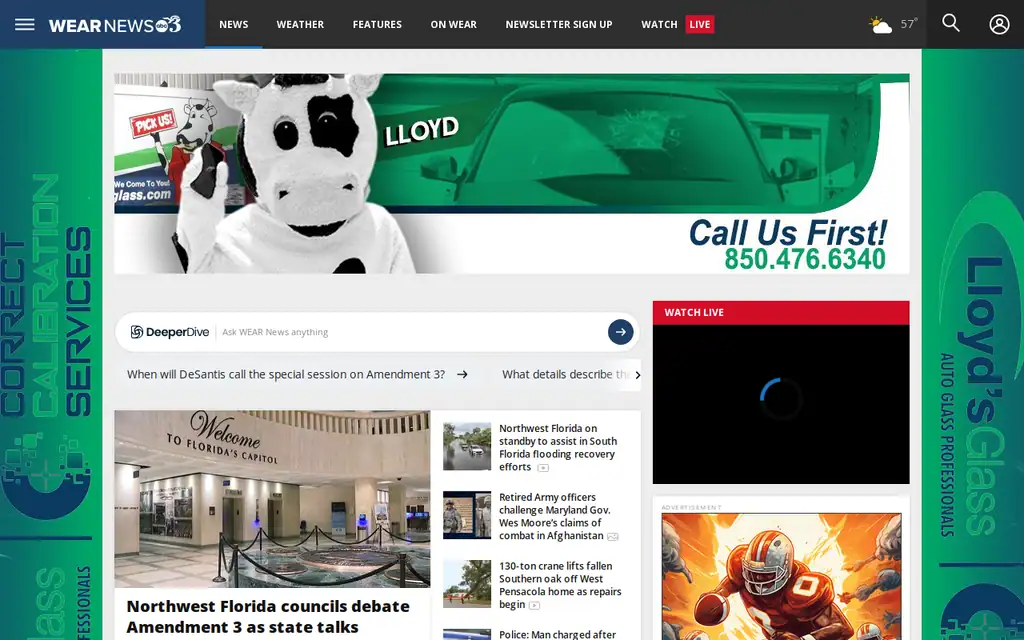 WEAR NEWS abc 3
NEWS
WEATHER
FEATURES
ON WEAR
NEWSLETTER SIGN UP
WATCH LIVE
57°
PICK US!
We Come To You!
glass.com
LLOYD
Call Us First!
850.476.6340
CORRECT
CALIBRATION
SERVICES
Lloyd's Glass
AUTO GLASS PROFESSIONALS
DeeperDive
Ask WEAR News anything
When will DeSantis call the special session on Amendment 3?
What details describe the
WATCH LIVE
Welcome
TO FLORIDA'S CAPITOL
Northwest Florida councils debate
Amendment 3 as state talks
Northwest Florida on
standby to assist in South
Florida flooding recovery
efforts
Retired Army officers
challenge Maryland Gov.
Wes Moore's claims of
combat in Afghanistan
130-ton crane lifts fallen
Southern oak off West
Pensacola home as repairs
begin
Police: Man charged after
ADVERTISEMENT
0
lass
FESSIONALS